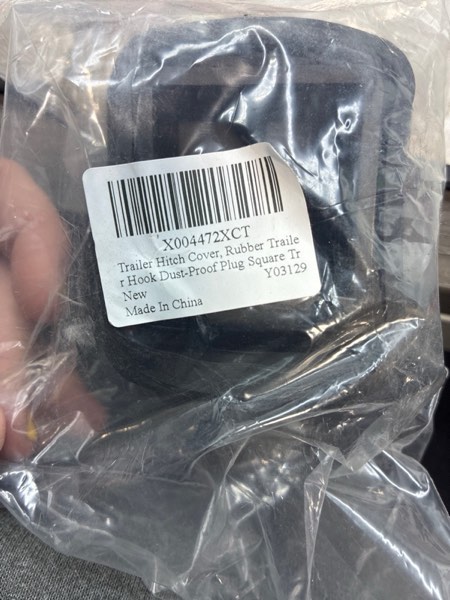 X004472XCT
Trailer Hitch Cover, Rubber Traile
r Hook Dust-Proof Plug Square Tr
Y03129
New
Made In China